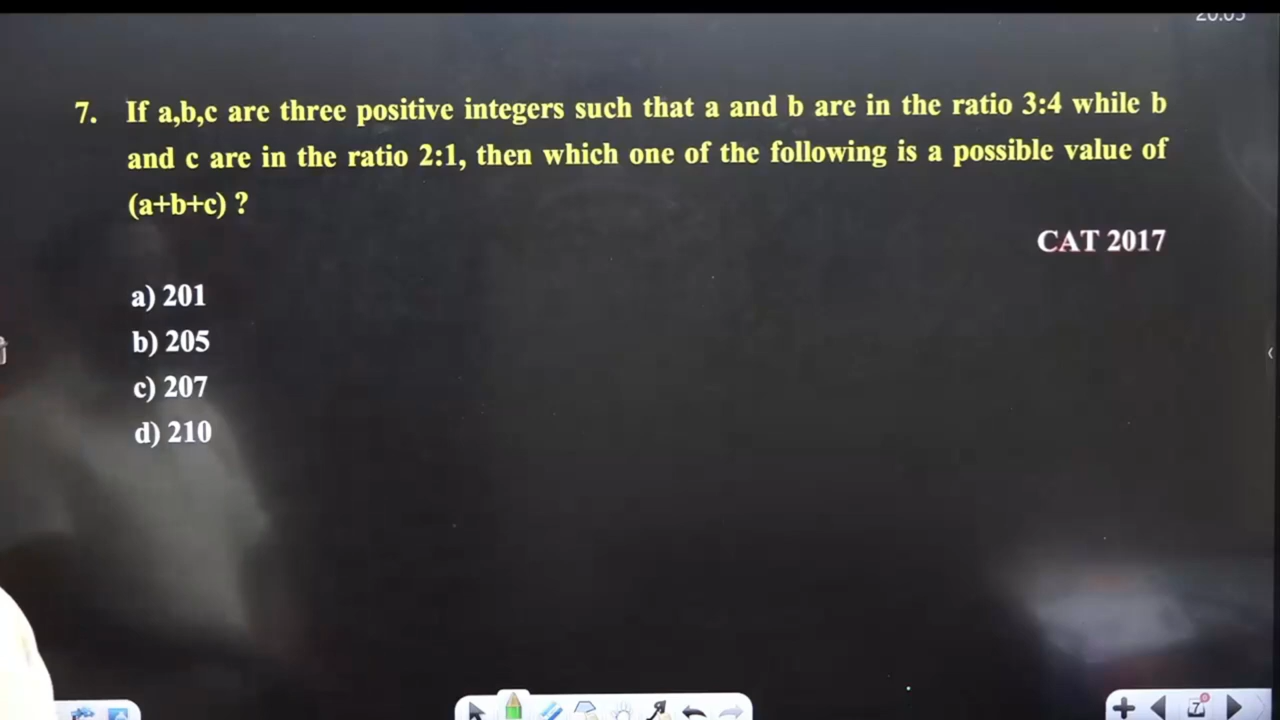 7. If a,b,c are three positive integers such that a and b are in the ratio 3:4 while b
and c are in the ratio 2:1, then which one of the following is a possible value of
(a+b+c) ?
CAT 2017
a) 201
b) 205
c) 207
d) 210
7